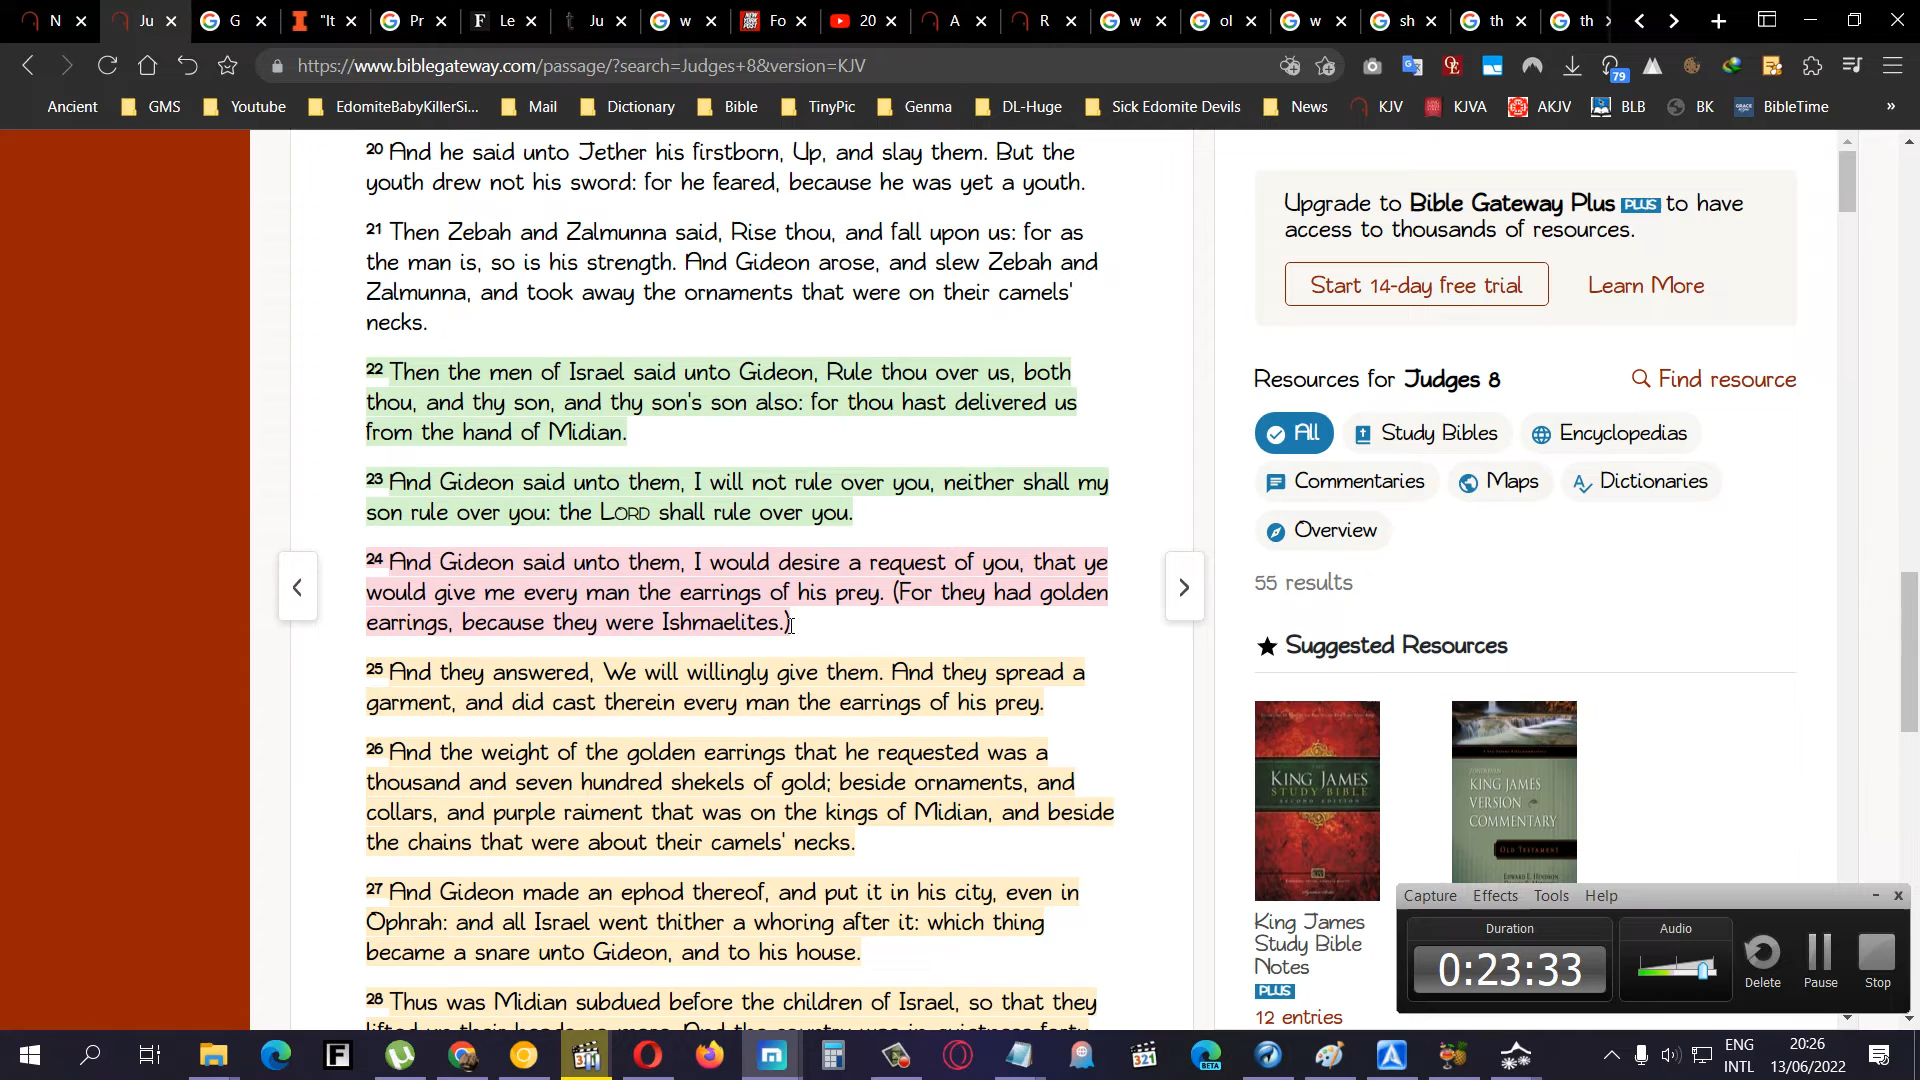 N
Ju
G
"It
Pr
Le
Ju
w
Fo
20
A
R
w
ol
w
sh
th
th
https://www.biblegateway.com/passage/?search=Judges+8&version=KJV
79
Ancient
GMS
Youtube
EdomiteBabyKillerSi...
Mail
Dictionary
Bible
TinyPic
Genma
DL-Huge
Sick Edomite Devils
News
KJV
KJVA
AKJV
BLB
BK
BibleTime
»
20 And he said unto Jether his firstborn, Up, and slay them. But the
youth drew not his sword: for he feared, because he was yet a youth.
21 Then Zebah and Zalmunna said, Rise thou, and fall upon us: for as
the man is, so is his strength. And Gideon arose, and slew Zebah and
Zalmunna, and took away the ornaments that were on their camels'
necks.
22 Then the men of Israel said unto Gideon, Rule thou over us, both
thou, and thy son, and thy son's son also: for thou hast delivered us
from the hand of Midian.
23 And Gideon said unto them, I will not rule over you, neither shall my
son rule over you: the LORD shall rule over you.
24 And Gideon said unto them, I would desire a request of you, that ye
would give me every man the earrings of his prey. (For they had golden
earrings, because they were Ishmaelites.)
25 And they answered, We will willingly give them. And they spread a
garment, and did cast therein every man the earrings of his prey.
26 And the weight of the golden earrings that he requested was a
thousand and seven hundred shekels of gold; beside ornaments, and
collars, and purple raiment that was on the kings of Midian, and beside
the chains that were about their camels' necks.
27 And Gideon made an ephod thereof, and put it in his city, even in
Ophrah: and all Israel went thither a whoring after it: which thing
became a snare unto Gideon, and to his house.
28 Thus was Midian subdued before the children of Israel, so that they
Upgrade to Bible Gateway Plus PLUS to have
access to thousands of resources.
Start 14-day free trial
Learn More
Resources for Judges 8
Find resource
All
Study Bibles
Encyclopedias
Commentaries
Maps
Dictionaries
Overview
55 results
Suggested Resources
KING JAMES
STUDY BIBLE
KING JAMES
VERSION
COMMENTARY
OLD TESTAMENT
King James
Study Bible
Notes
PLUS
12 entries
Capture Effects Tools Help
Duration
0:23:33
Audio
Delete
Pause
Stop
ENG
INTL
20:26
13/06/2022